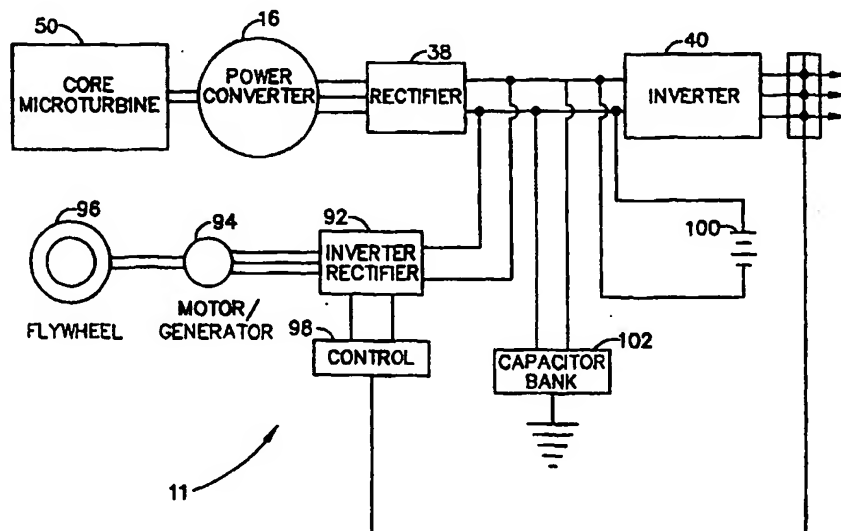 50
CORE
MICROTURBINE
16
POWER
CONVERTER
38
RECTIFIER
40
INVERTER
96
FLYWHEEL
94
MOTOR/
GENERATOR
92
INVERTER
RECTIFIER
98
CONTROL
100
102
CAPACITOR
BANK
11